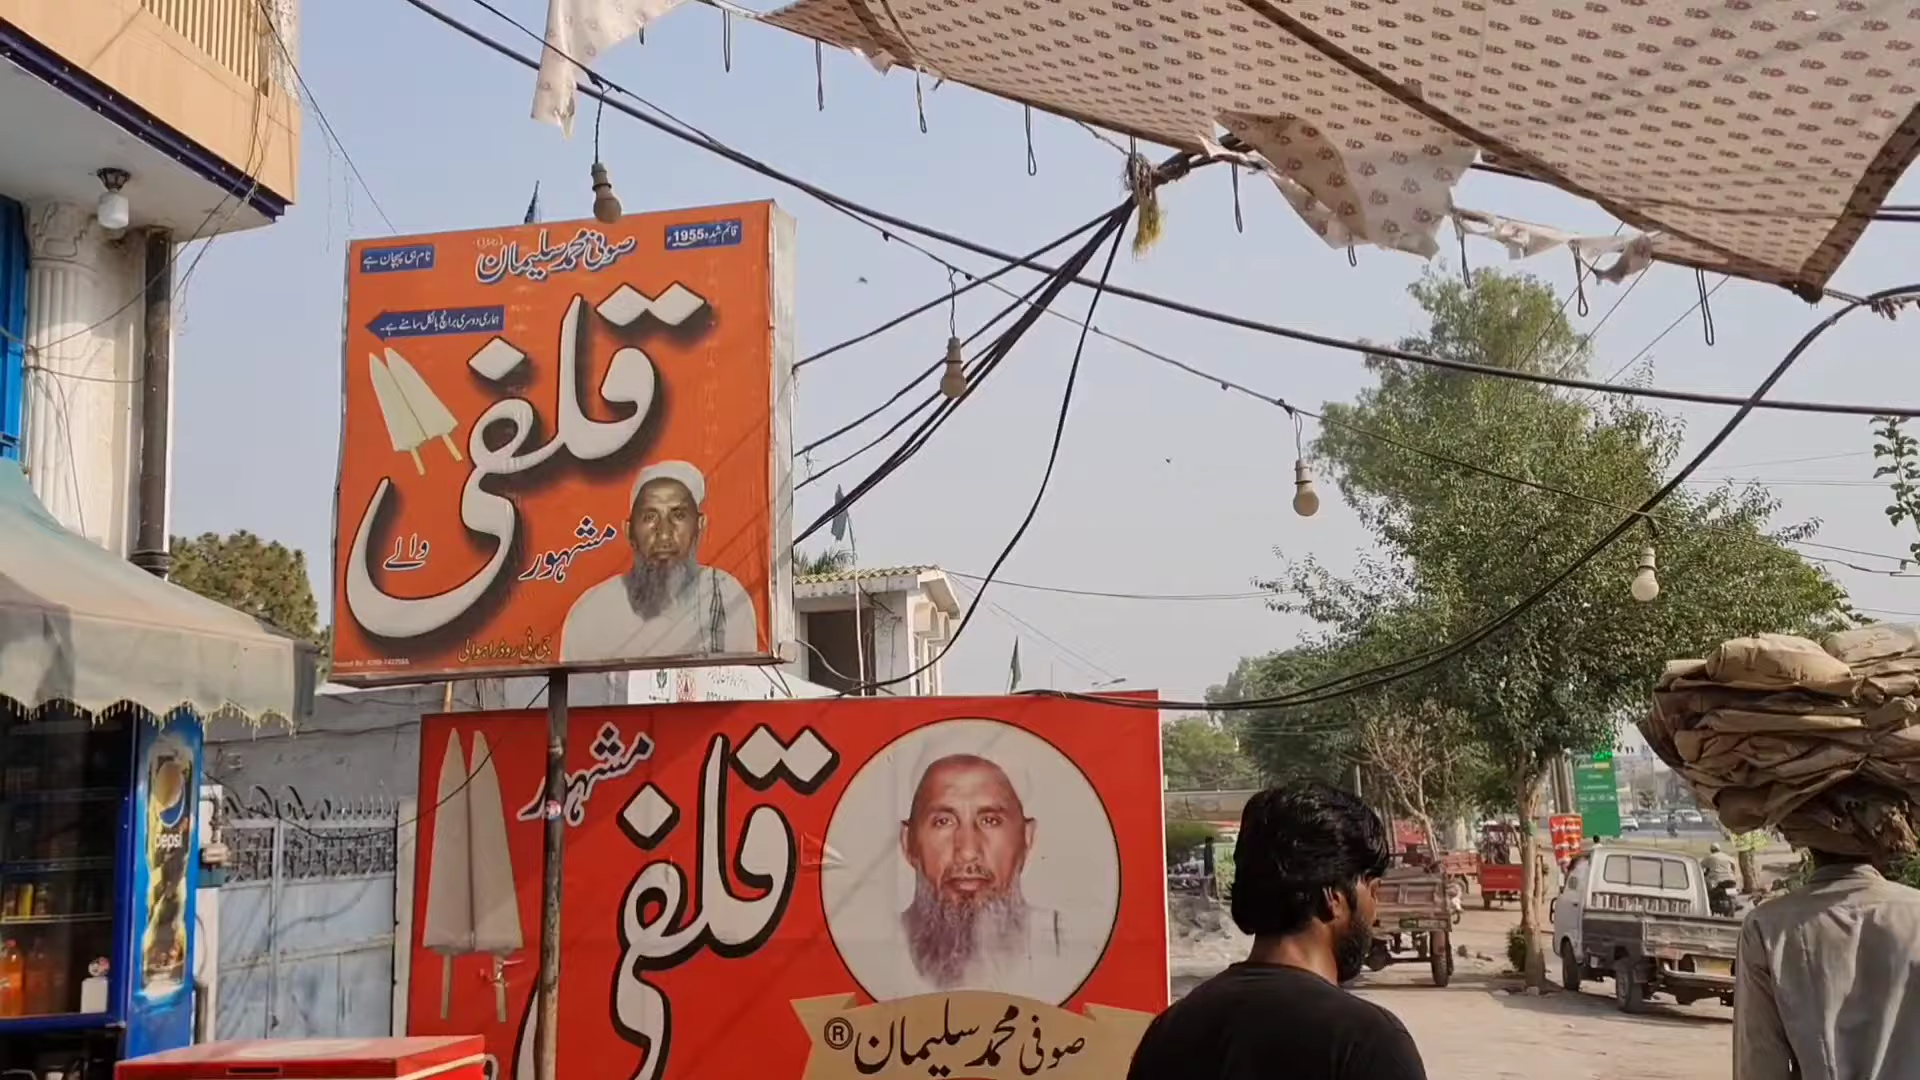 نام ہی پہچان ہے
صوفی محمد سلیمان
قائم شدہ 1955ء
ہماری دوسری برانچ بالکل سامنے ہے۔
قلفی
مشہور
والے
جی ٹی روڈ راہوالی
مشہور
قلفی
صوفی محمد سلیمان ®
pepsi